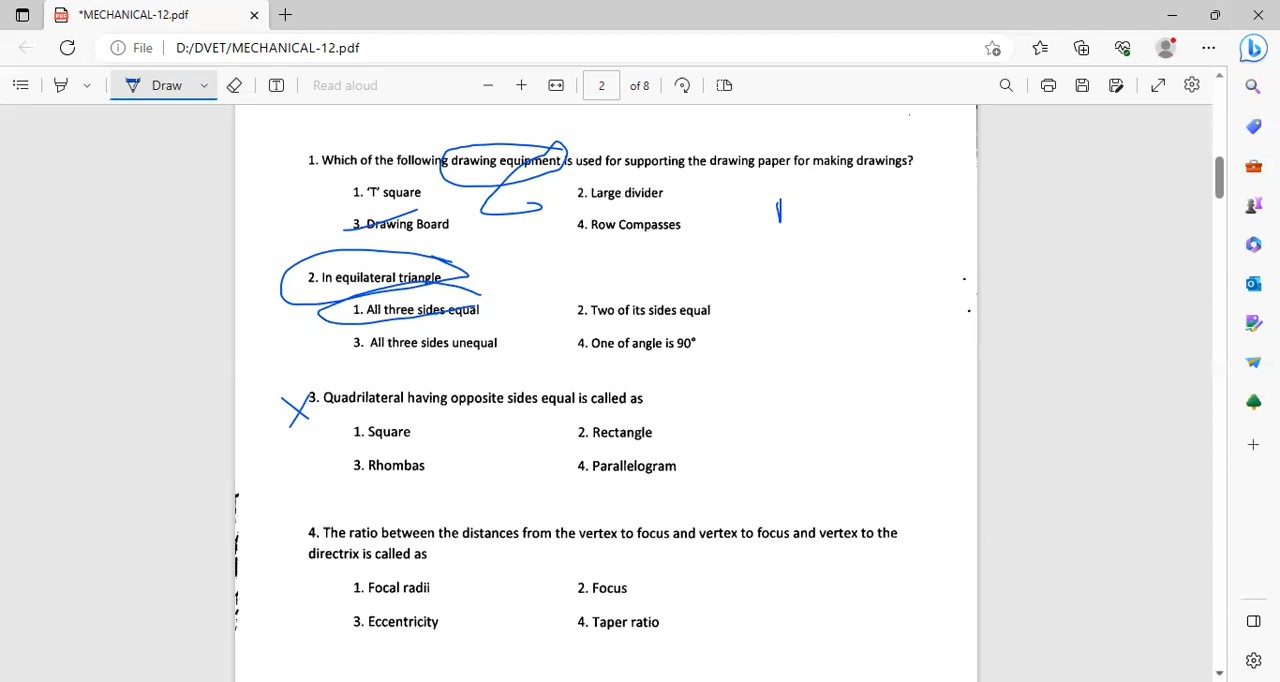 *MECHANICAL-12.pdf
File D:/DVET/MECHANICAL-12.pdf
Draw Read aloud 2 of 8
1. Which of the following drawing equipment is used for supporting the drawing paper for making drawings?
1. ‘T’ square 2. Large divider
3. Drawing Board 4. Row Compasses
2. In equilateral triangle
1. All three sides equal 2. Two of its sides equal
3. All three sides unequal 4. One of angle is 90°
3. Quadrilateral having opposite sides equal is called as
1. Square 2. Rectangle
3. Rhombas 4. Parallelogram
4. The ratio between the distances from the vertex to focus and vertex to focus and vertex to the
directrix is called as
1. Focal radii 2. Focus
3. Eccentricity 4. Taper ratio